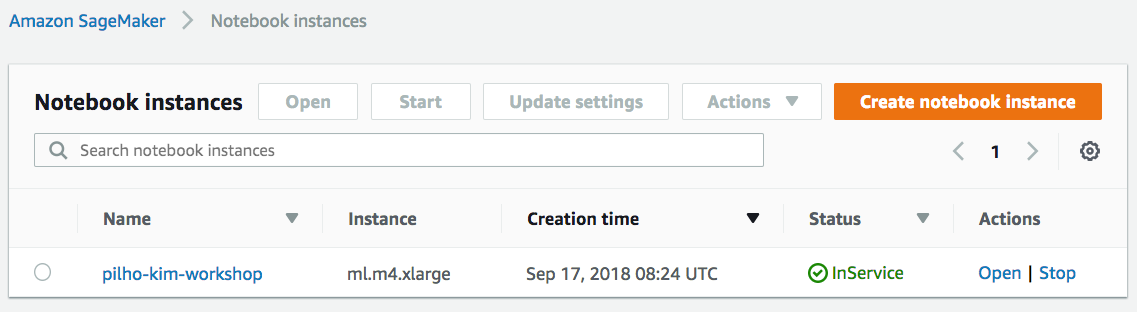 Amazon SageMaker > Notebook instances
Notebook instances Open Start Update settings Actions Create notebook instance
Search notebook instances 1
Name Instance Creation time Status Actions
pilho-kim-workshop ml.m4.xlarge Sep 17, 2018 08:24 UTC InService Open | Stop